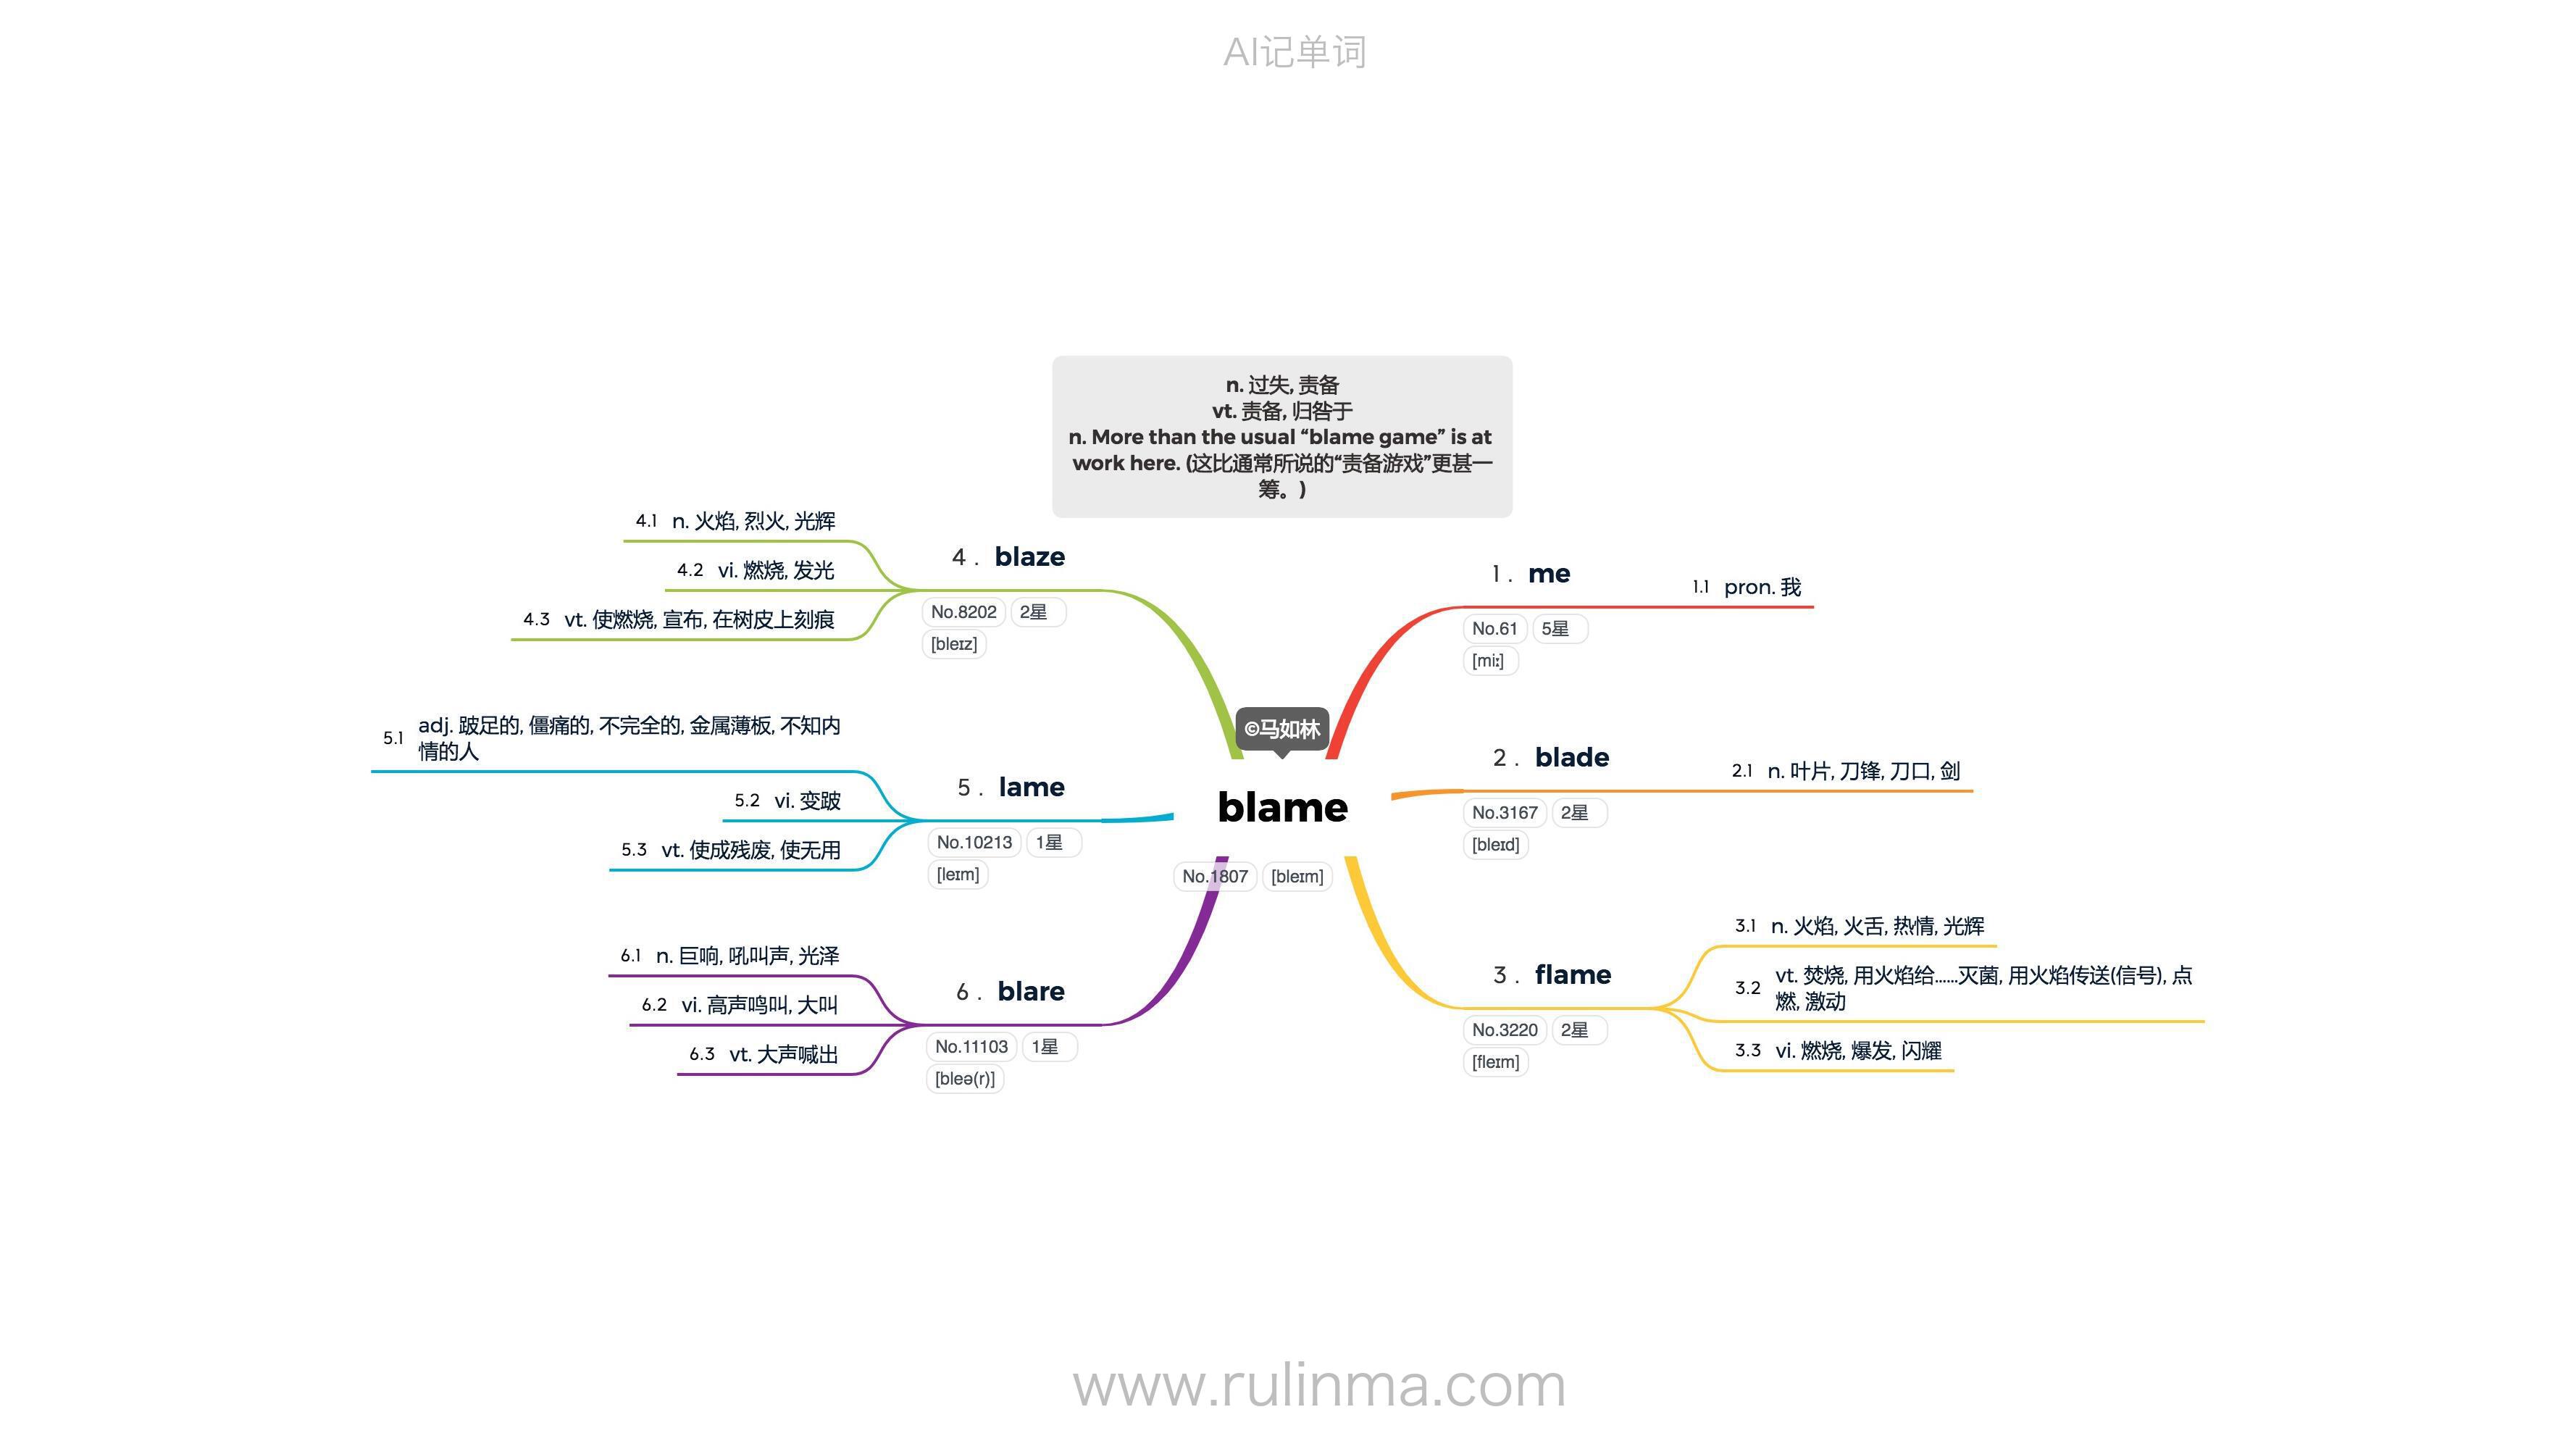 AI记单词
n. 过失, 责备
vt. 责备, 归咎于
n. More than the usual “blame game” is at
work here. (这比通常所说的“责备游戏”更甚一
筹。)
©马如林
blame
No.1807 [bleɪm]
1 . me
No.61 5星
[miː]
1.1 pron. 我
2 . blade
No.3167 2星
[bleɪd]
2.1 n. 叶片, 刀锋, 刀口, 剑
3 . flame
No.3220 2星
[fleɪm]
3.1 n. 火焰, 火舌, 热情, 光辉
3.2 vt. 焚烧, 用火焰给......灭菌, 用火焰传送(信号), 点
燃, 激动
3.3 vi. 燃烧, 爆发, 闪耀
4 . blaze
No.8202 2星
[bleɪz]
4.1 n. 火焰, 烈火, 光辉
4.2 vi. 燃烧, 发光
4.3 vt. 使燃烧, 宣布, 在树皮上刻痕
5 . lame
No.10213 1星
[leɪm]
5.1 adj. 跛足的, 僵痛的, 不完全的, 金属薄板, 不知内
情的人
5.2 vi. 变跛
5.3 vt. 使成残废, 使无用
6 . blare
No.11103 1星
[bleə(r)]
6.1 n. 巨响, 吼叫声, 光泽
6.2 vi. 高声鸣叫, 大叫
6.3 vt. 大声喊出
www.rulinma.com